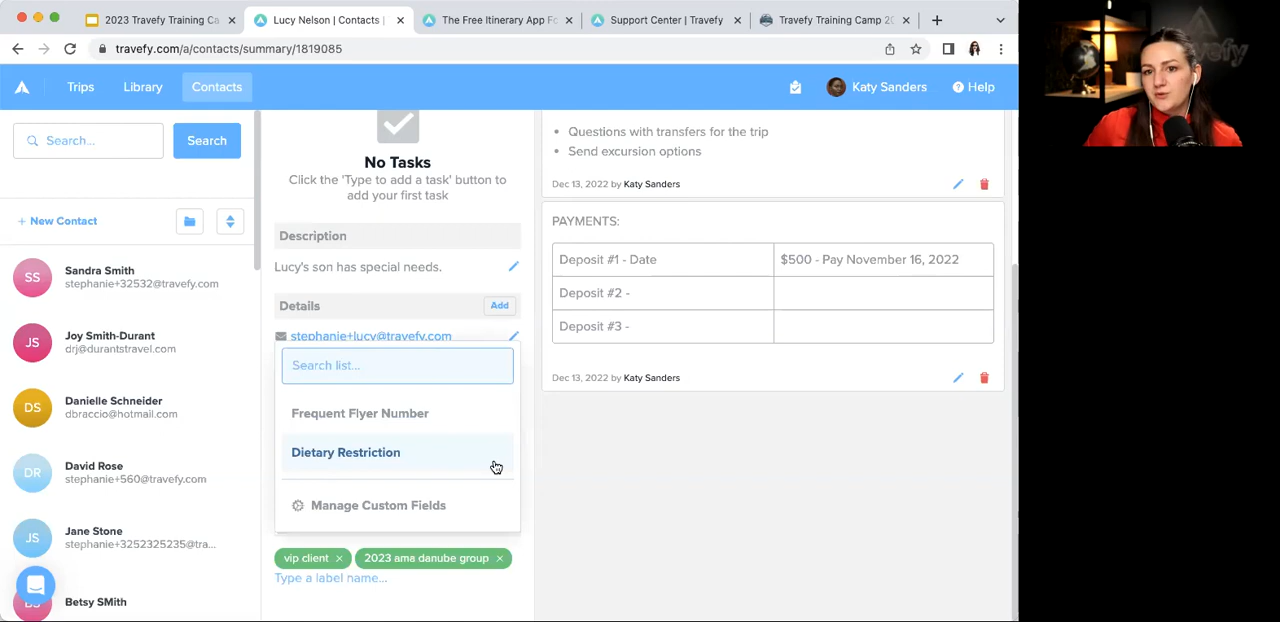 2023 Travefy Training Ca
Lucy Nelson | Contacts |
The Free Itinerary App Fo
Support Center | Travefy
Travefy Training Camp 20
travefy.com/a/contacts/summary/1819085
Trips
Library
Contacts
Katy Sanders
Help
Search...
Search
+ New Contact
SS
Sandra Smith
stephanie+32532@travefy.com
JS
Joy Smith-Durant
drj@durantstravel.com
DS
Danielle Schneider
dbraccio@hotmail.com
DR
David Rose
stephanie+560@travefy.com
JS
Jane Stone
stephanie+3252325235@tra...
Betsy SMith
No Tasks
Click the 'Type to add a task' button to
add your first task
Description
Lucy's son has special needs.
Details
Add
stephanie+lucy@travefy.com
Search list...
Frequent Flyer Number
Dietary Restriction
Manage Custom Fields
vip client ×
2023 ama danube group ×
Type a label name...
• Questions with transfers for the trip
• Send excursion options
Dec 13, 2022 by Katy Sanders
PAYMENTS:
Deposit #1 - Date
$500 - Pay November 16, 2022
Deposit #2 -
Deposit #3 -
Dec 13, 2022 by Katy Sanders